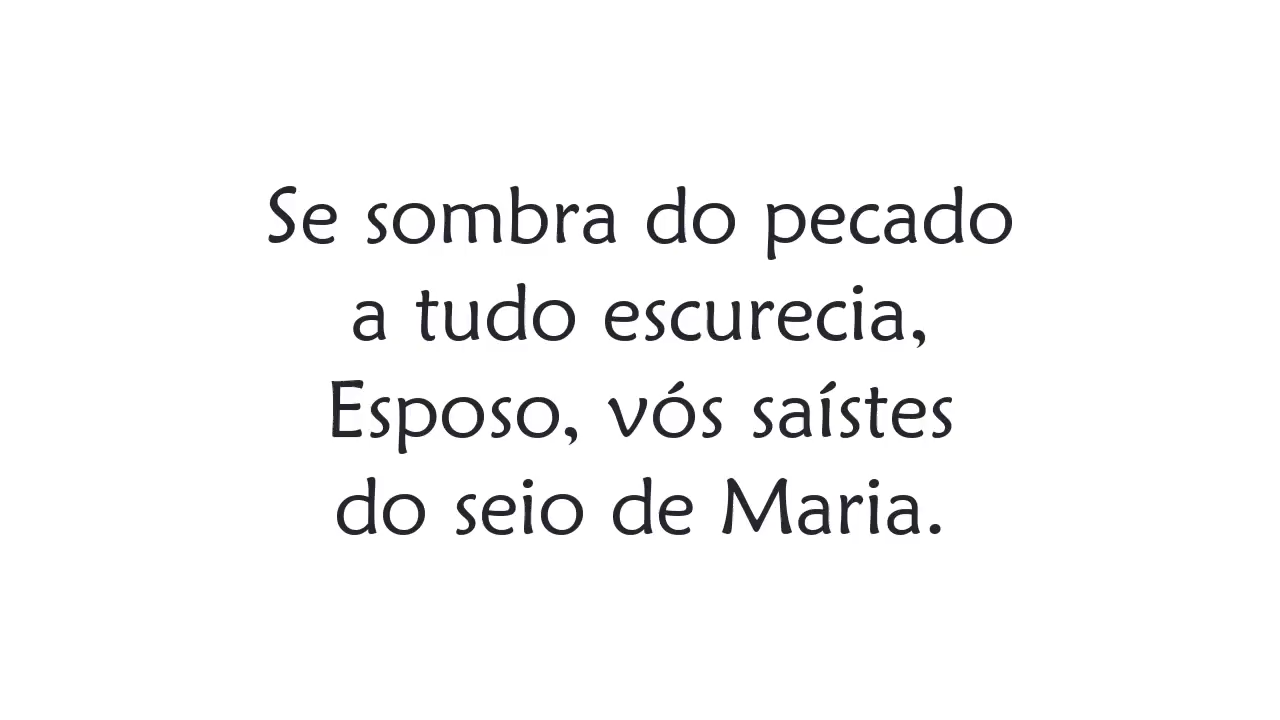 Se sombra do pecado
a tudo escurecia,
Esposo, vós saístes
do seio de Maria.